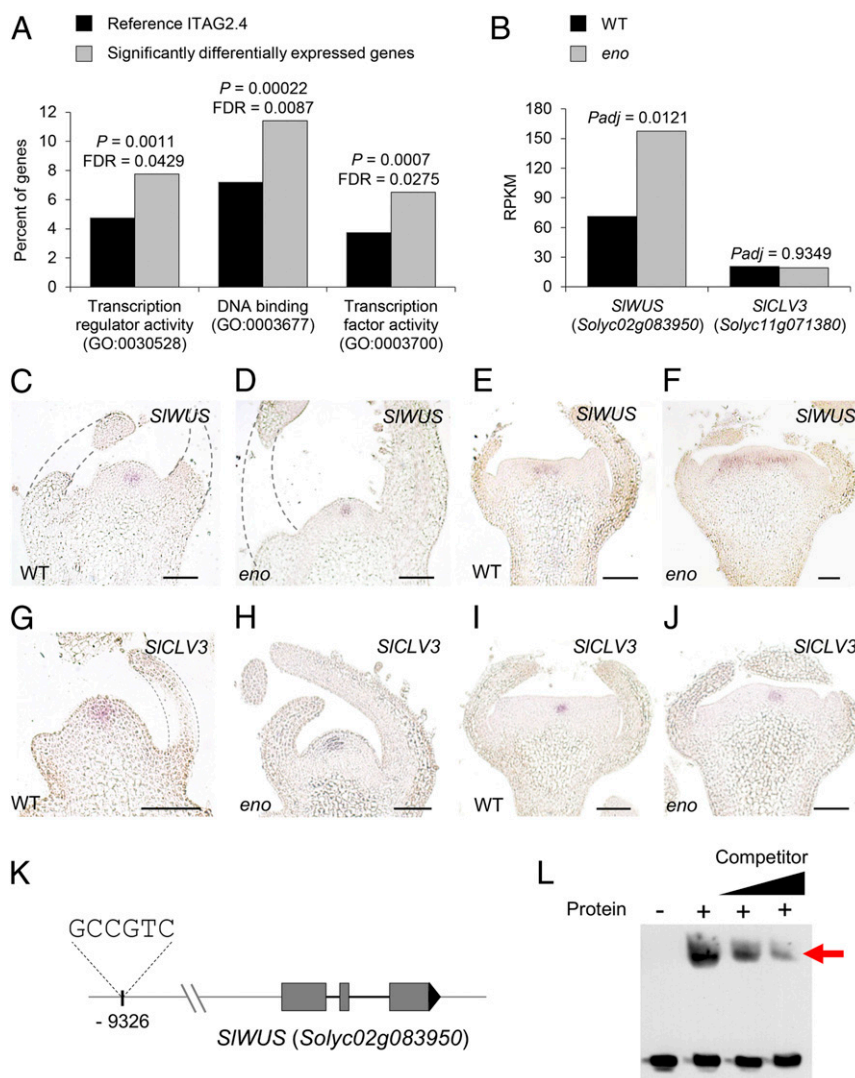 A
Reference ITAG2.4
Significantly differentially expressed genes
Percent of genes
12
10
8
6
4
2
0
P = 0.0011
FDR = 0.0429
P = 0.00022
FDR = 0.0087
P = 0.0007
FDR = 0.0275
Transcription
regulator activity
(GO:0030528)
DNA binding
(GO:0003677)
Transcription
factor activity
(GO:0003700)
B
WT
eno
RPKM
180
150
120
90
60
30
0
Padj = 0.0121
Padj = 0.9349
SlWUS
(Solyc02g083950)
SlCLV3
(Solyc11g071380)
C
SlWUS
WT
D
SlWUS
eno
E
SlWUS
WT
F
SlWUS
eno
G
SlCLV3
WT
H
SlCLV3
eno
I
SlCLV3
WT
J
SlCLV3
eno
K
GCCGTC
- 9326
SlWUS (Solyc02g083950)
L
Competitor
Protein - + + +